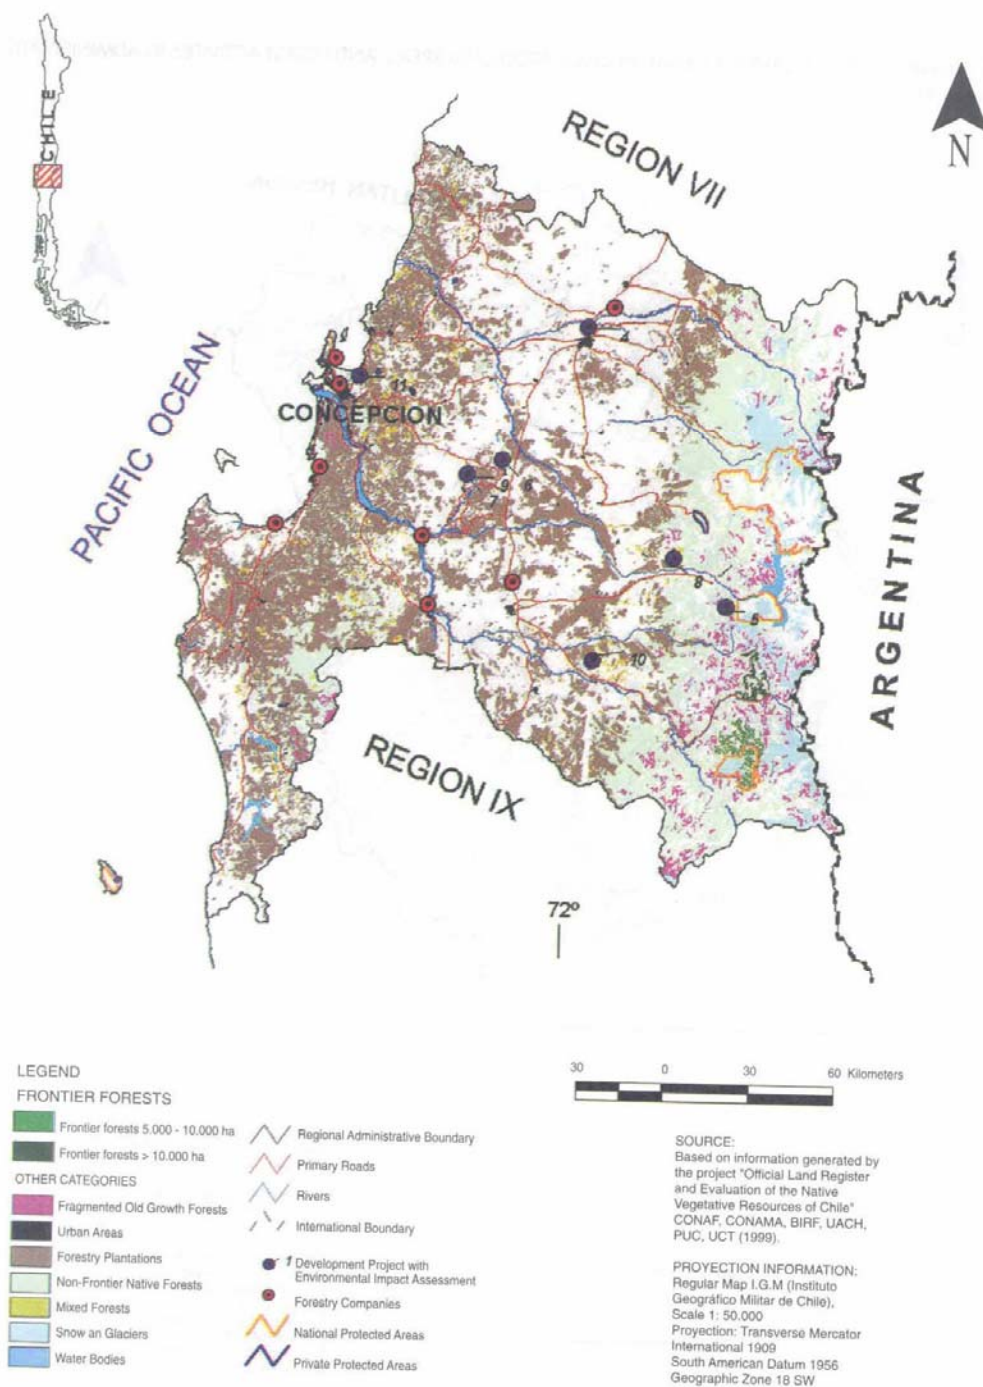 CHILE
REGION VII
N
PACIFIC OCEAN
4
11
CONCEPCION
9
6
7
8
5
10
ARGENTINA
REGION IX
72º
LEGEND
FRONTIER FORESTS
Frontier forests 5.000 - 10.000 ha
Frontier forests > 10.000 ha
OTHER CATEGORIES
Fragmented Old Growth Forests
Urban Areas
Forestry Plantations
Non-Frontier Native Forests
Mixed Forests
Snow an Glaciers
Water Bodies
Regional Administrative Boundary
Primary Roads
Rivers
International Boundary
1 Development Project with
Environmental Impact Assessment
Forestry Companies
National Protected Areas
Private Protected Areas
30 0 30 60 Kilometers
SOURCE:
Based on information generated by
the project "Official Land Register
and Evaluation of the Native
Vegetative Resources of Chile"
CONAF, CONAMA, BIRF, UACH,
PUC, UCT (1999).
PROYECTION INFORMATION:
Regular Map I.G.M (Instituto
Geográfico Militar de Chile),
Scale 1: 50.000
Proyection: Transverse Mercator
International 1909
South American Datum 1956
Geographic Zone 18 SW